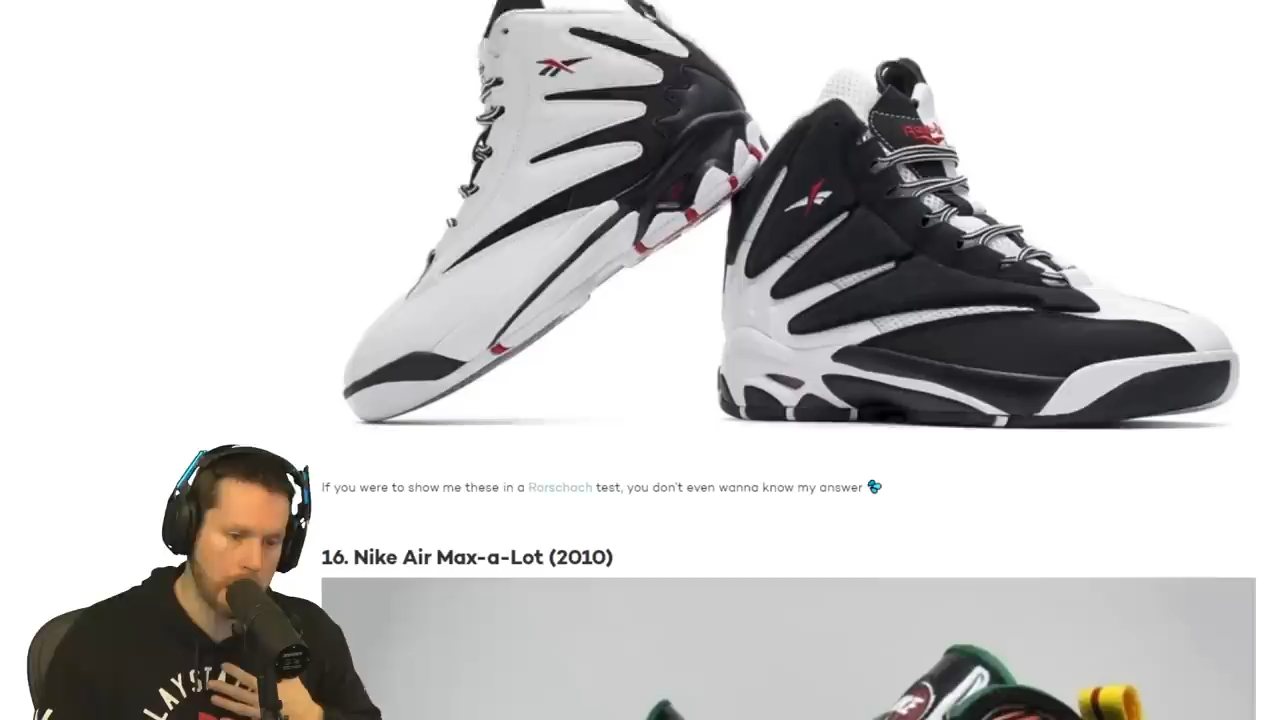 If you were to show me these in a Rorschach test, you don't even wanna know my answer
16. Nike Air Max-a-Lot (2010)
LAYSTA